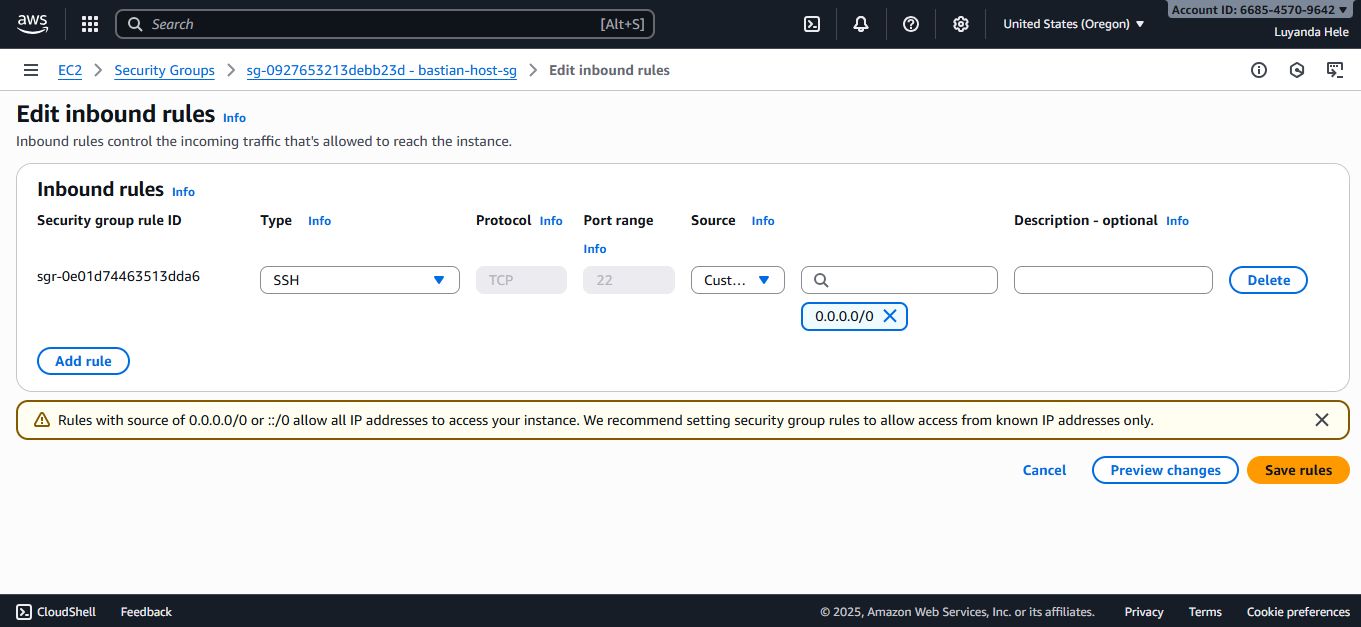 aws
Search [Alt+S]
United States (Oregon)
Account ID: 6685-4570-9642
Luyanda Hele
EC2 Security Groups sg-0927653213debb23d - bastian-host-sg Edit inbound rules
Edit inbound rules Info
Inbound rules control the incoming traffic that's allowed to reach the instance.
Inbound rules Info
Security group rule ID Type Info Protocol Info Port range Source Info Description - optional Info
Info
sgr-0e01d74463513dda6 SSH TCP 22 Cust... Delete
0.0.0.0/0
Add rule
Rules with source of 0.0.0.0/0 or ::/0 allow all IP addresses to access your instance. We recommend setting security group rules to allow access from known IP addresses only.
Cancel Preview changes Save rules
CloudShell Feedback © 2025, Amazon Web Services, Inc. or its affiliates. Privacy Terms Cookie preferences